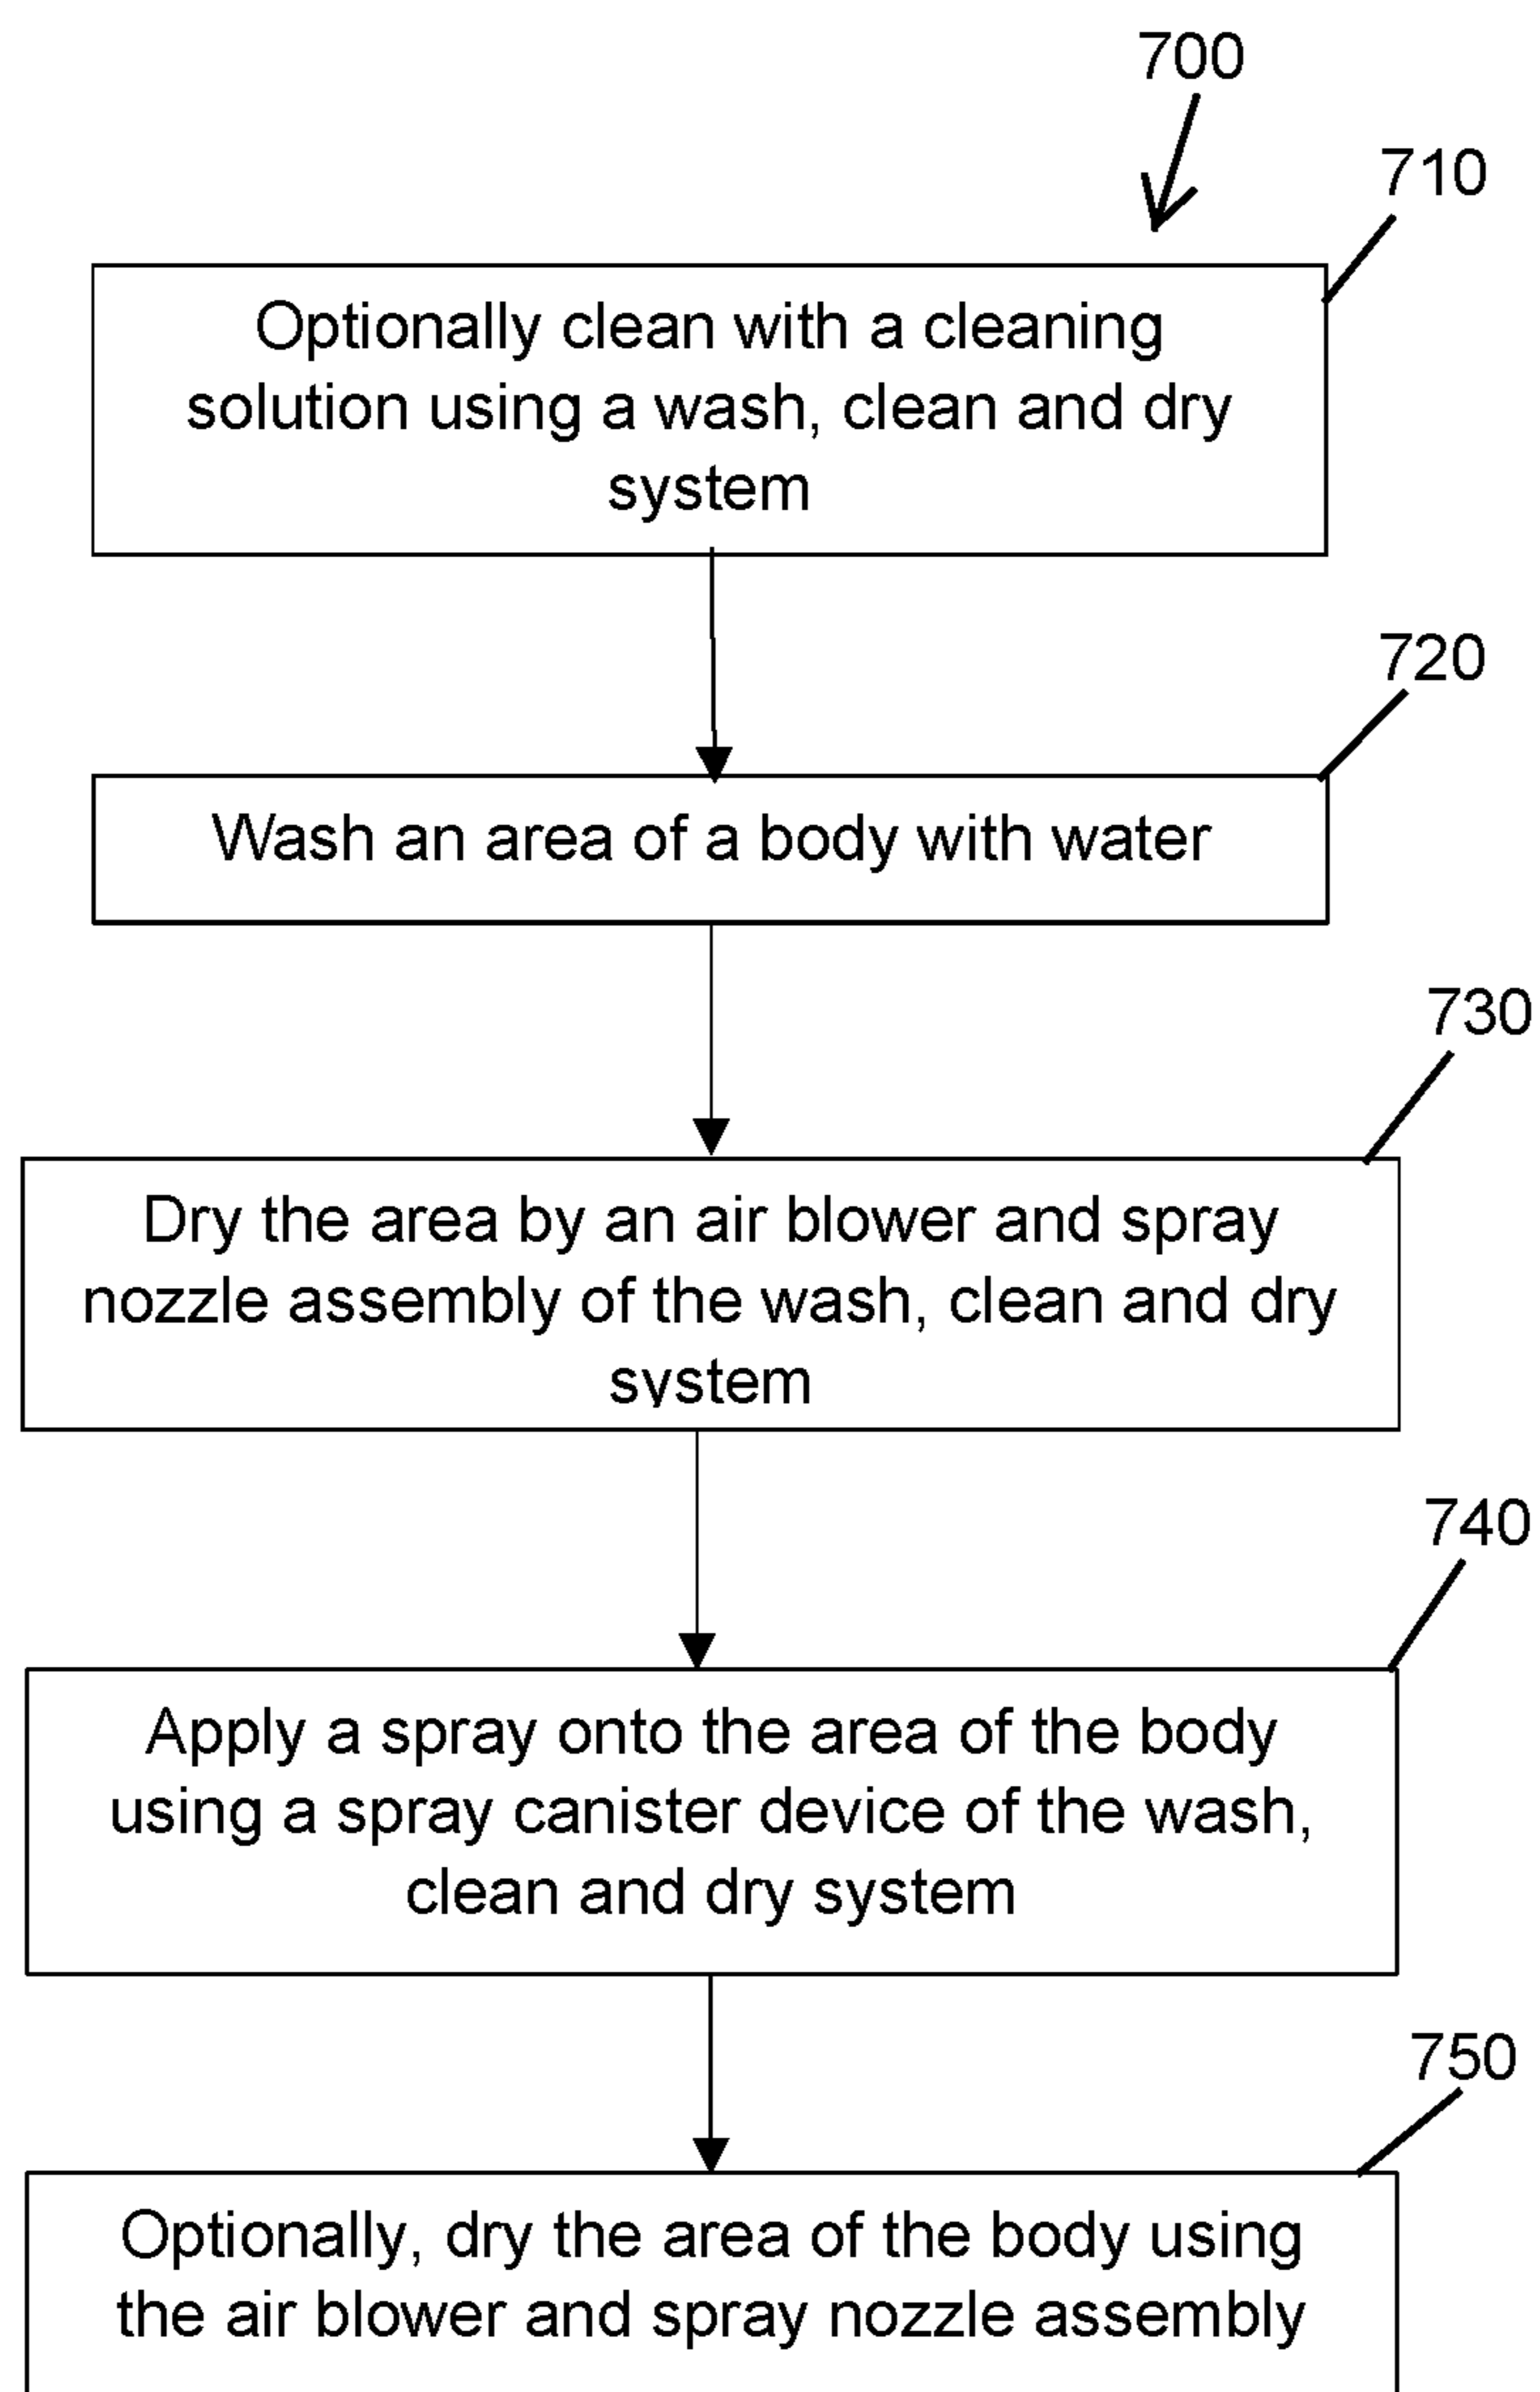 700
710
Optionally clean with a cleaning
solution using a wash, clean and dry
system
720
Wash an area of a body with water
730
Dry the area by an air blower and spray
nozzle assembly of the wash, clean and dry
system
740
Apply a spray onto the area of the body
using a spray canister device of the wash,
clean and dry system
750
Optionally, dry the area of the body using
the air blower and spray nozzle assembly